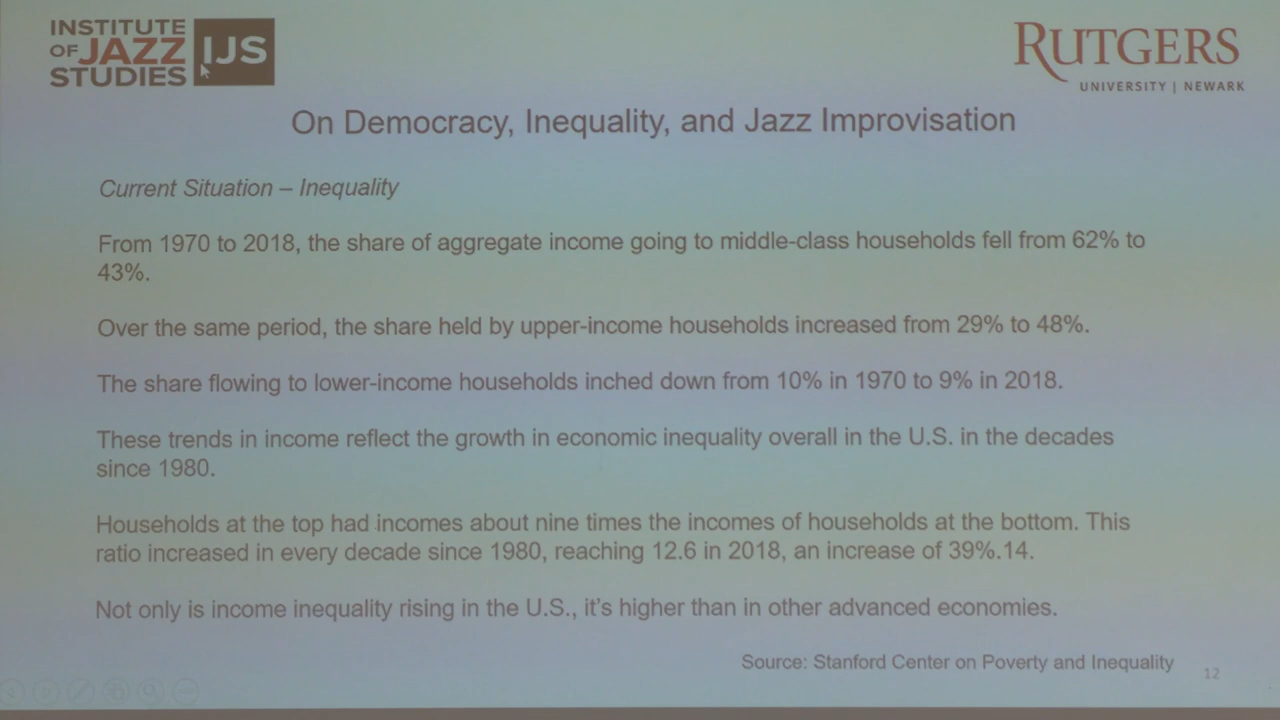 INSTITUTE
OF JAZZ
STUDIES
IJS
RUTGERS
UNIVERSITY | NEWARK
On Democracy, Inequality, and Jazz Improvisation
Current Situation – Inequality
From 1970 to 2018, the share of aggregate income going to middle-class households fell from 62% to
43%.
Over the same period, the share held by upper-income households increased from 29% to 48%.
The share flowing to lower-income households inched down from 10% in 1970 to 9% in 2018.
These trends in income reflect the growth in economic inequality overall in the U.S. in the decades
since 1980.
Households at the top had incomes about nine times the incomes of households at the bottom. This
ratio increased in every decade since 1980, reaching 12.6 in 2018, an increase of 39%.14.
Not only is income inequality rising in the U.S., it’s higher than in other advanced economies.
Source: Stanford Center on Poverty and Inequality
12